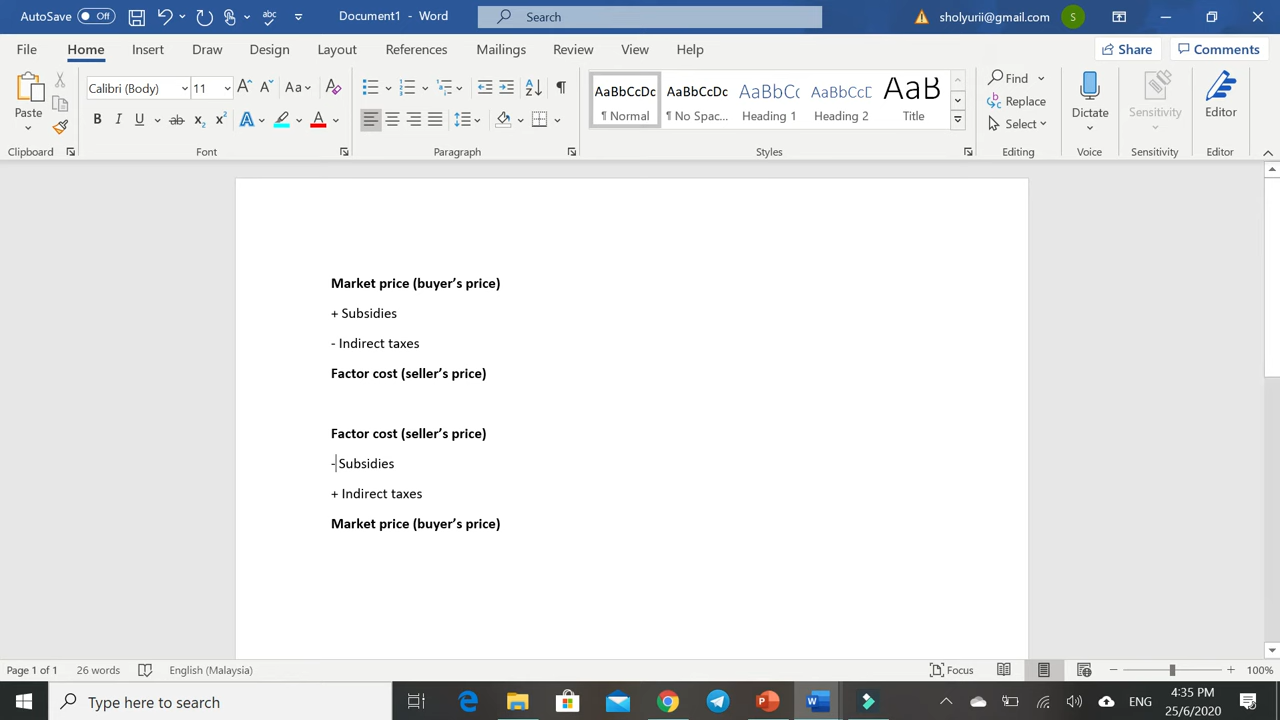 AutoSave Off Document1 - Word Search sholyurii@gmail.com S
File Home Insert Draw Design Layout References Mailings Review View Help Share Comments
Paste Calibri (Body) 11 AaBbCcDc AaBbCcDc AaBbCc AaBbCcD AaB Find Replace Select Dictate Sensitivity Editor
¶ Normal ¶ No Spac... Heading 1 Heading 2 Title
Clipboard Font Paragraph Styles Editing Voice Sensitivity Editor
Market price (buyer’s price)
+ Subsidies
- Indirect taxes
Factor cost (seller’s price)
Factor cost (seller’s price)
- Subsidies
+ Indirect taxes
Market price (buyer’s price)
Page 1 of 1 26 words English (Malaysia) Focus 100%
Type here to search ENG 4:35 PM
25/6/2020